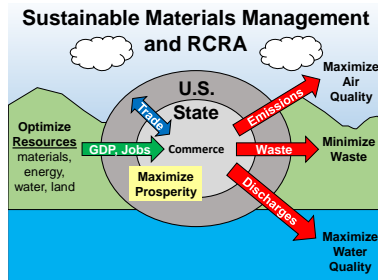 Sustainable Materials Management
and RCRA
Maximize
Air
Quality
U.S.
State
Emissions
Trade
Optimize
Resources
materials,
energy,
water, land
GDP, Jobs
Commerce
Waste
Minimize
Waste
Maximize
Prosperity
Discharges
Maximize
Water
Quality